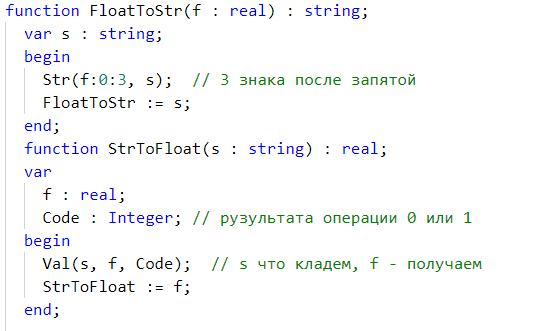 function FloatToStr(f : real) : string;
var s : string;
begin
Str(f:0:3, s);  // 3 знака после запятой
FloatToStr := s;
end;
function StrToFloat(s : string) : real;
var
f : real;
Code : Integer; // рузультата операции 0 или 1
begin
Val(s, f, Code);  // s что кладем, f - получаем
StrToFloat := f;
end;